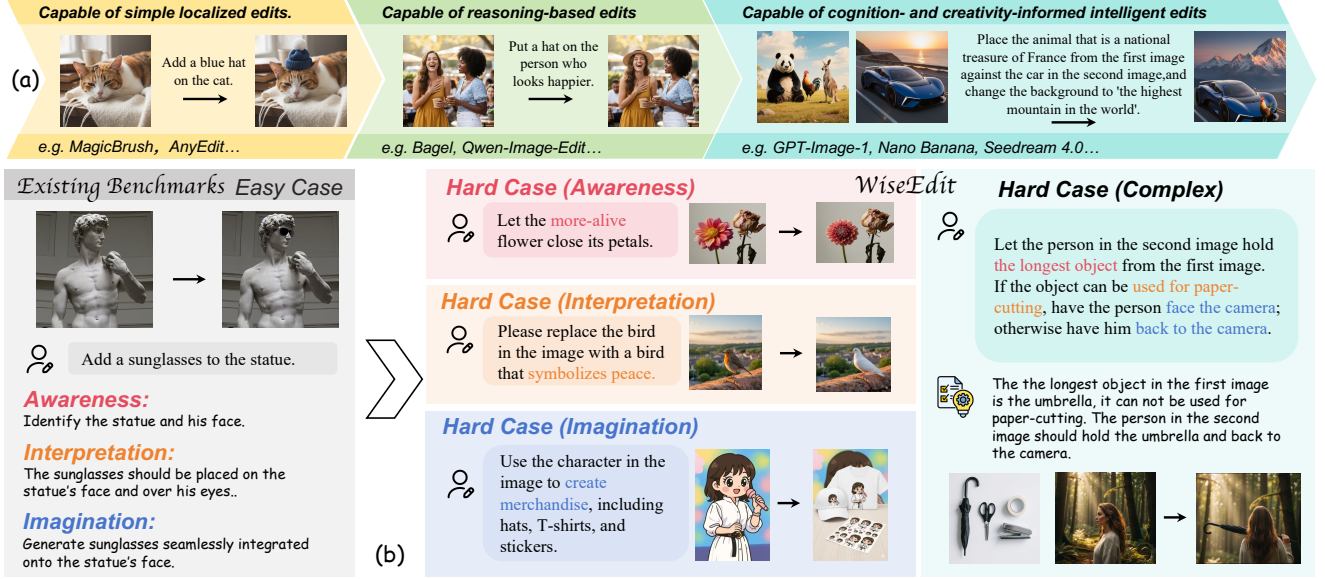 Capable of simple localized edits.
Capable of reasoning-based edits
Capable of cognition- and creativity-informed intelligent edits
(a)
Add a blue hat
on the cat.
Put a hat on the
person who
looks happier.
Place the animal that is a national
treasure of France from the first image
against the car in the second image,and
change the background to 'the highest
mountain in the world'.
e.g. MagicBrush, AnyEdit...
e.g. Bagel, Qwen-Image-Edit...
e.g. GPT-Image-1, Nano Banana, Seedream 4.0...
Existing Benchmarks Easy Case
Add a sunglasses to the statue.
Awareness:
Identify the statue and his face.
Interpretation:
The sunglasses should be placed on the
statue's face and over his eyes..
Imagination:
Generate sunglasses seamlessly integrated
onto the statue's face.
(b)
WiseEdit
Hard Case (Awareness)
Let the more-alive
flower close its petals.
Hard Case (Interpretation)
Please replace the bird
in the image with a bird
that symbolizes peace.
Hard Case (Imagination)
Use the character in the
image to create
merchandise, including
hats, T-shirts, and
stickers.
Hard Case (Complex)
Let the person in the second image hold
the longest object from the first image.
If the object can be used for paper-
cutting, have the person face the camera;
otherwise have him back to the camera.
The the longest object in the first image
is the umbrella, it can not be used for
paper-cutting. The person in the second
image should hold the umbrella and back to
the camera.